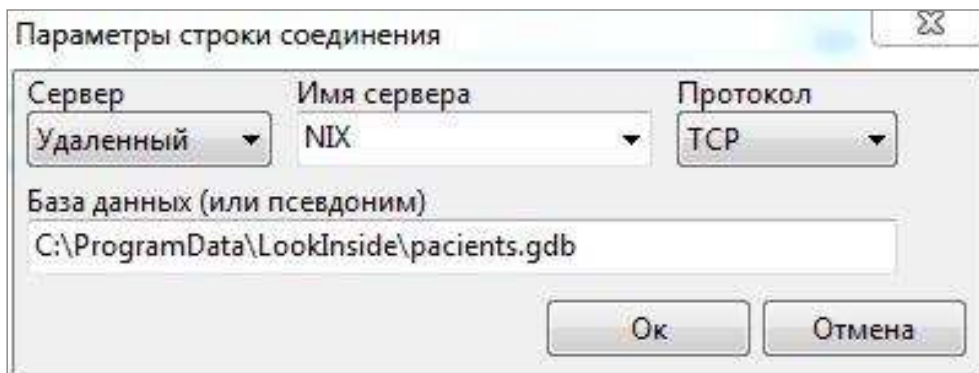 Параметры строки соединения
Сервер Имя сервера Протокол
Удаленный NIX TCP
База данных (или псевдоним)
C:\ProgramData\LookInside\pacients.gdb
Ок Отмена